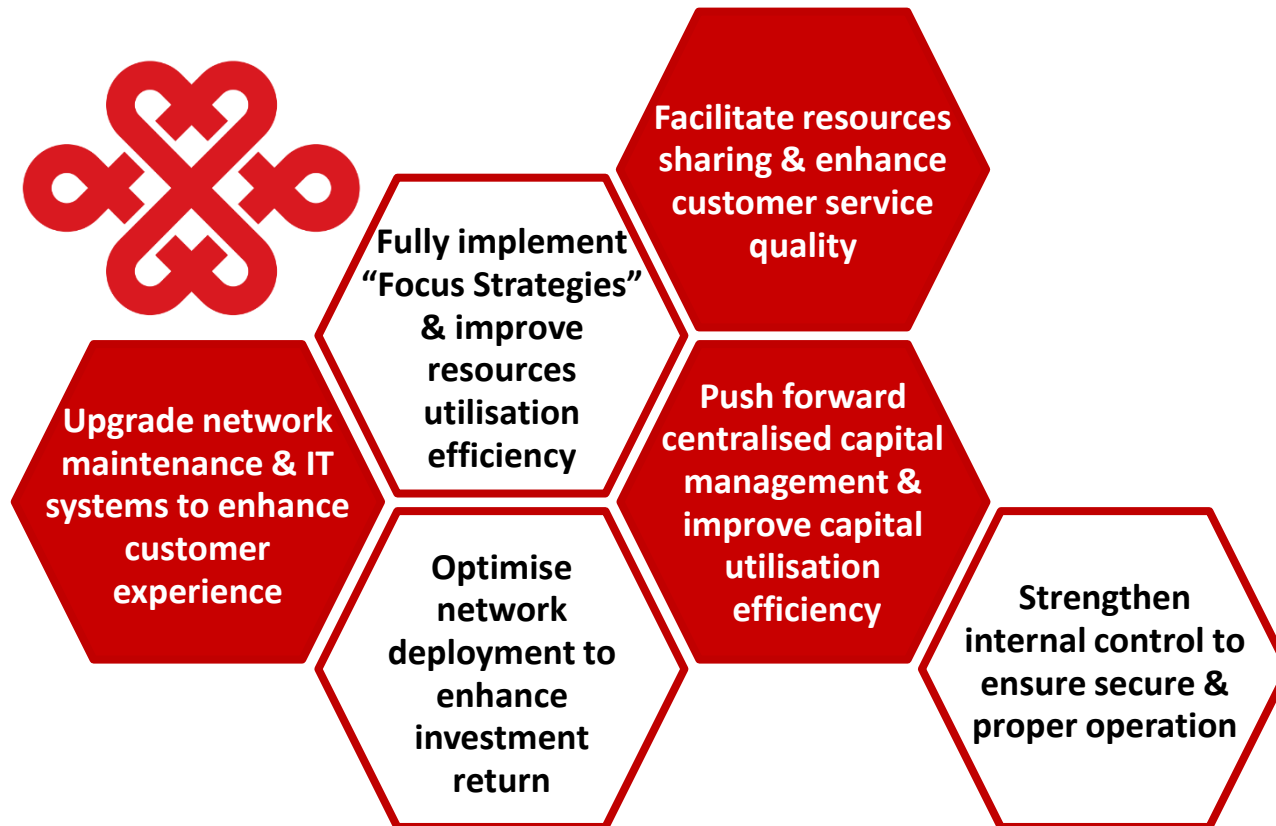 Facilitate resources
sharing & enhance
customer service
quality
Fully implement
“Focus Strategies”
& improve
resources
utilisation
efficiency
Upgrade network
maintenance & IT
systems to enhance
customer
experience
Push forward
centralised capital
management &
improve capital
utilisation
efficiency
Optimise
network
deployment to
enhance
investment
return
Strengthen
internal control to
ensure secure &
proper operation